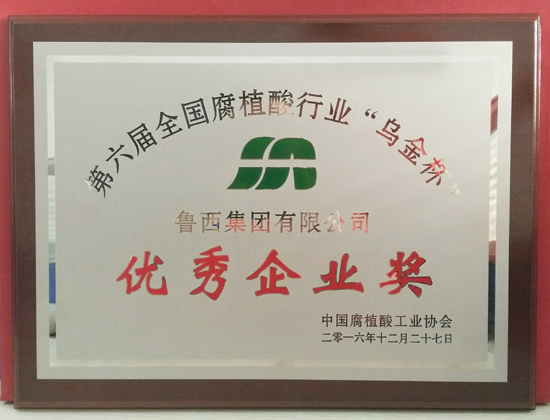 第六届全国腐植酸行业“乌金杯”
鲁西集团有限公司
优秀企业奖
中国腐植酸工业协会
二零一六年十二月二十七日